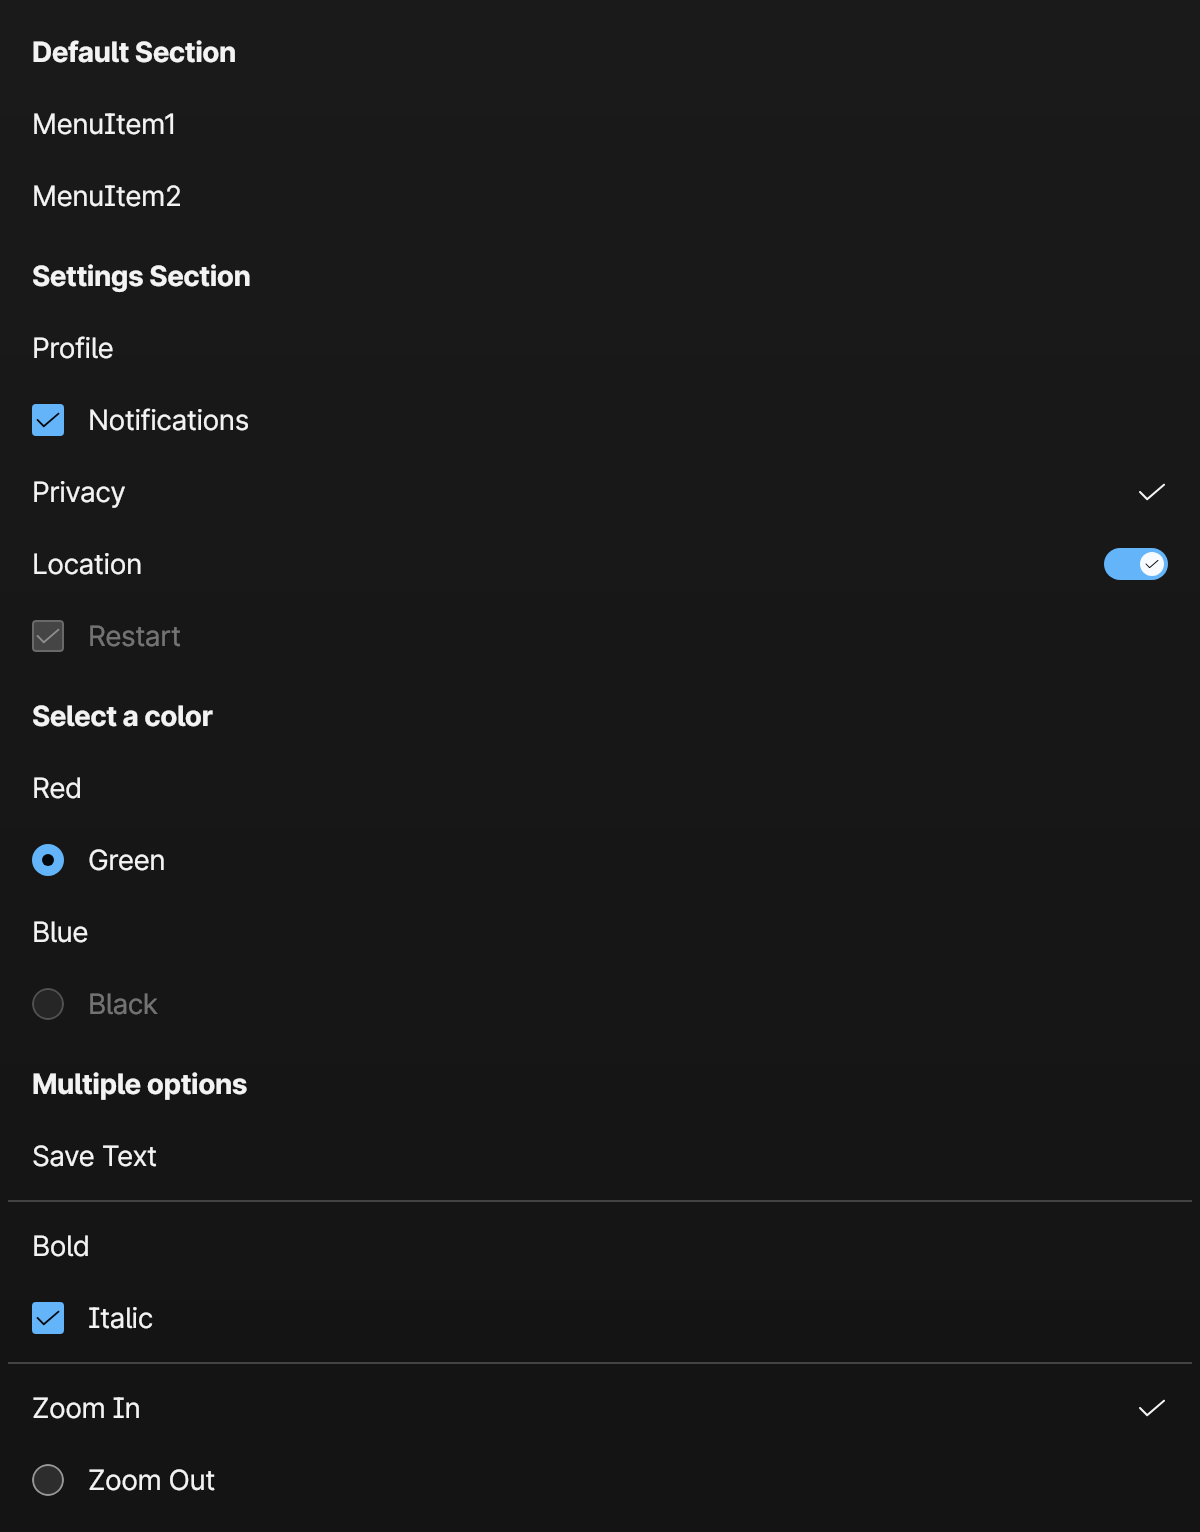 Default Section
MenuItem1
MenuItem2
Settings Section
Profile
Notifications
Privacy
Location
Restart
Select a color
Red
Green
Blue
Black
Multiple options
Save Text
Bold
Italic
Zoom In
Zoom Out